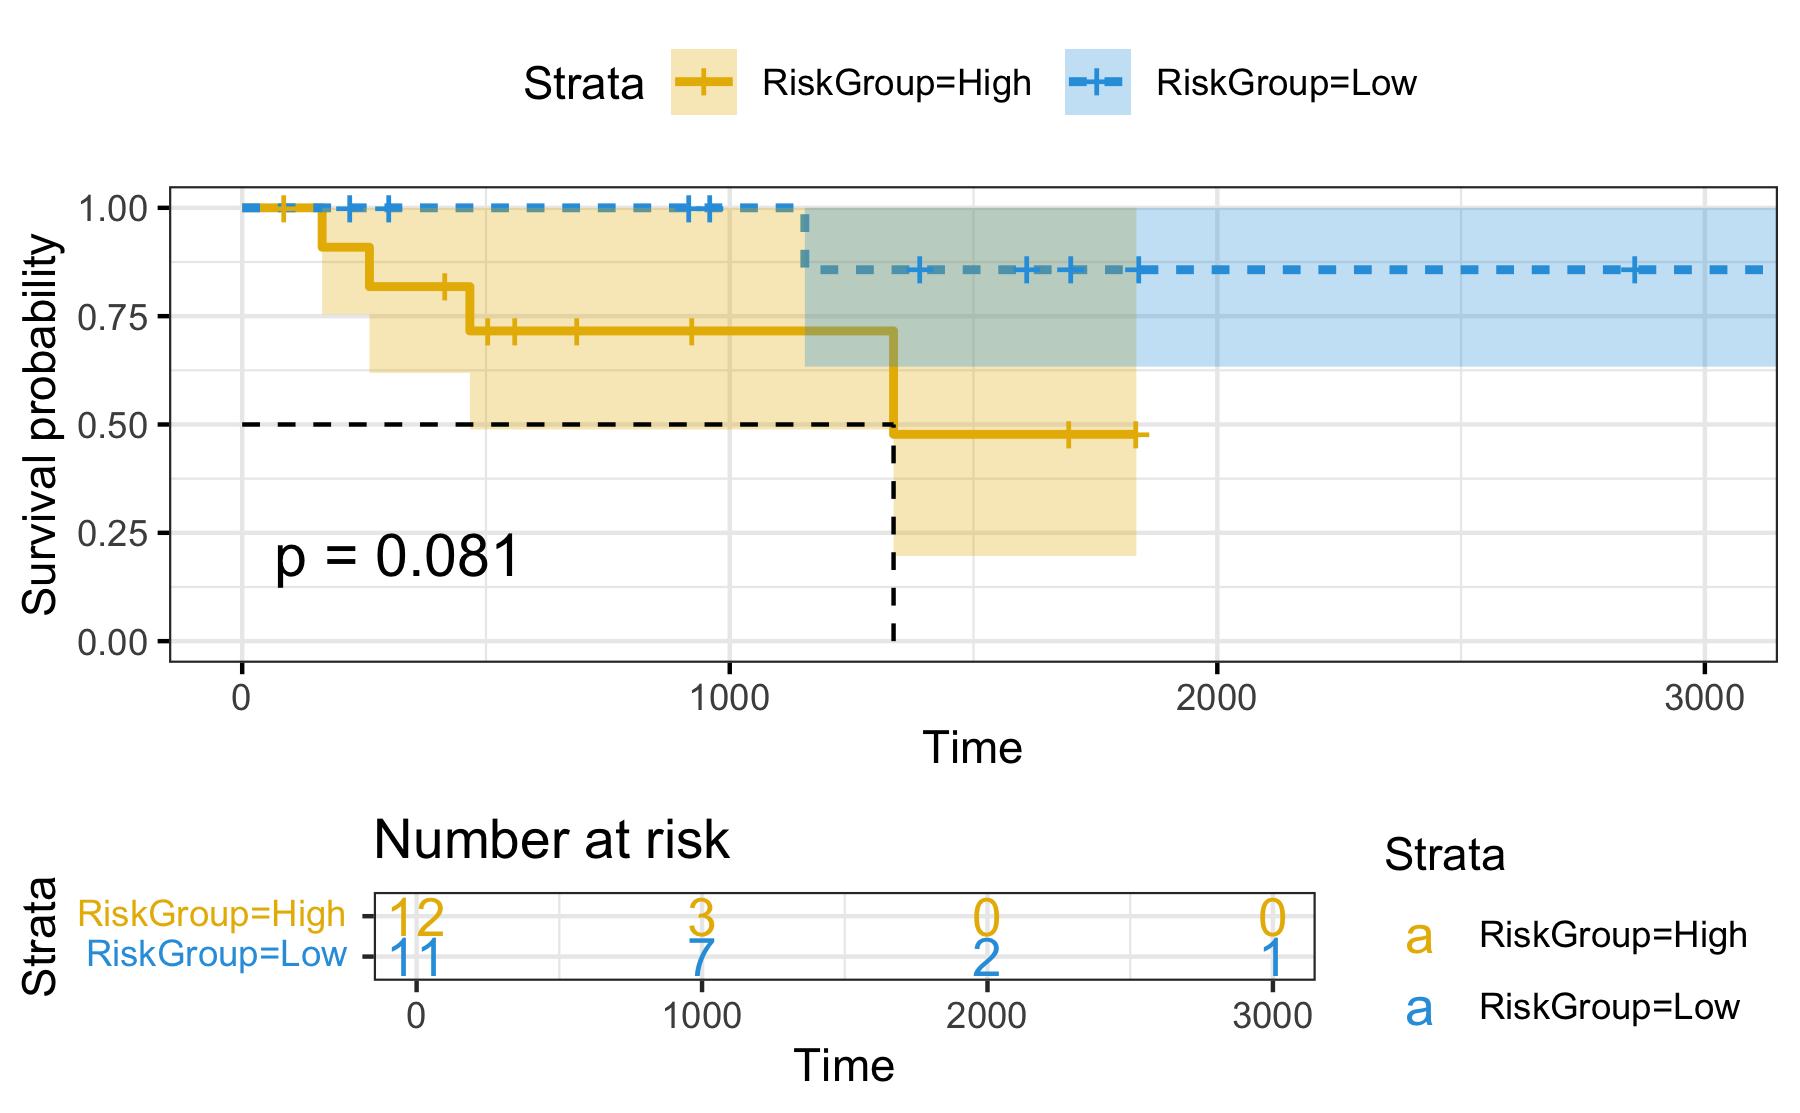 Strata RiskGroup=High RiskGroup=Low
Survival probability
1.00
0.75
0.50
0.25
0.00
p = 0.081
0 1000 2000 3000
Time
Number at risk
Strata
RiskGroup=High 12 3 0 0
RiskGroup=Low 11 7 2 1
0 1000 2000 3000
Time
Strata
a RiskGroup=High
a RiskGroup=Low